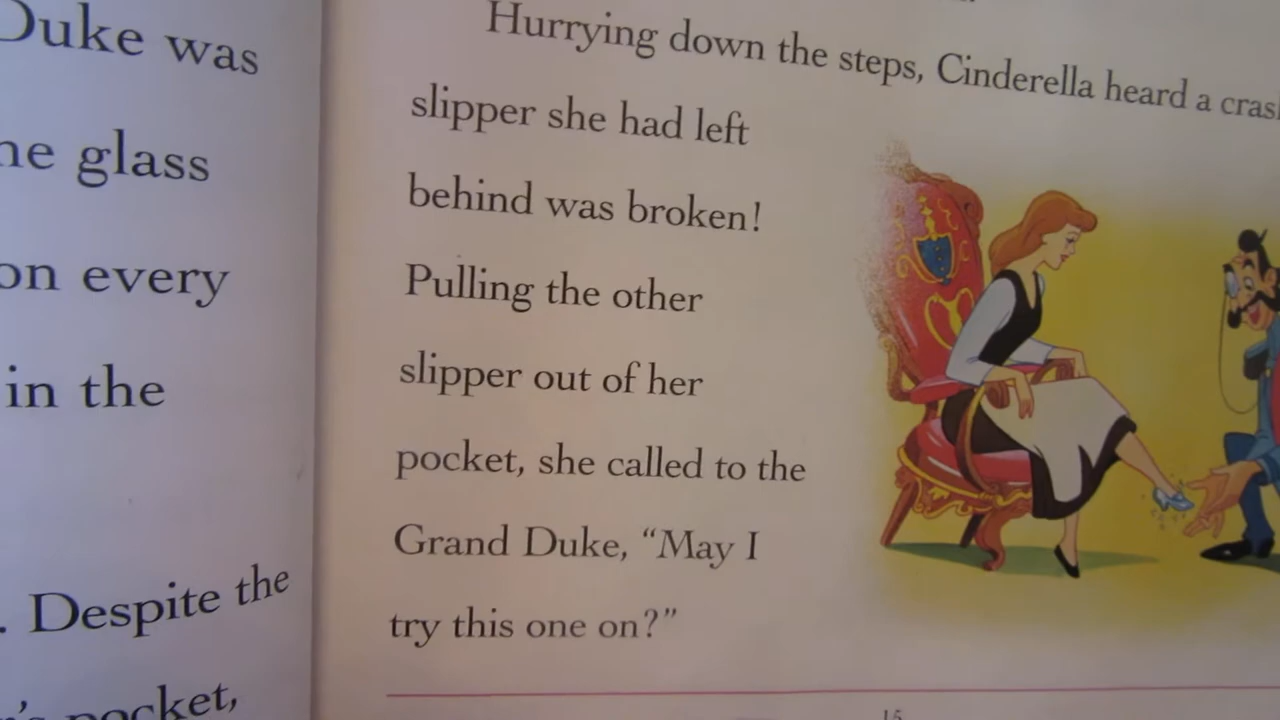 Duke was
glass
on every
in the
. Despite the
pocket,
Hurrying down the steps, Cinderella heard a
slipper she had left
behind was broken!
Pulling the other
slipper out of her
pocket, she called to the
Grand Duke, “May I
try this one on?”
15